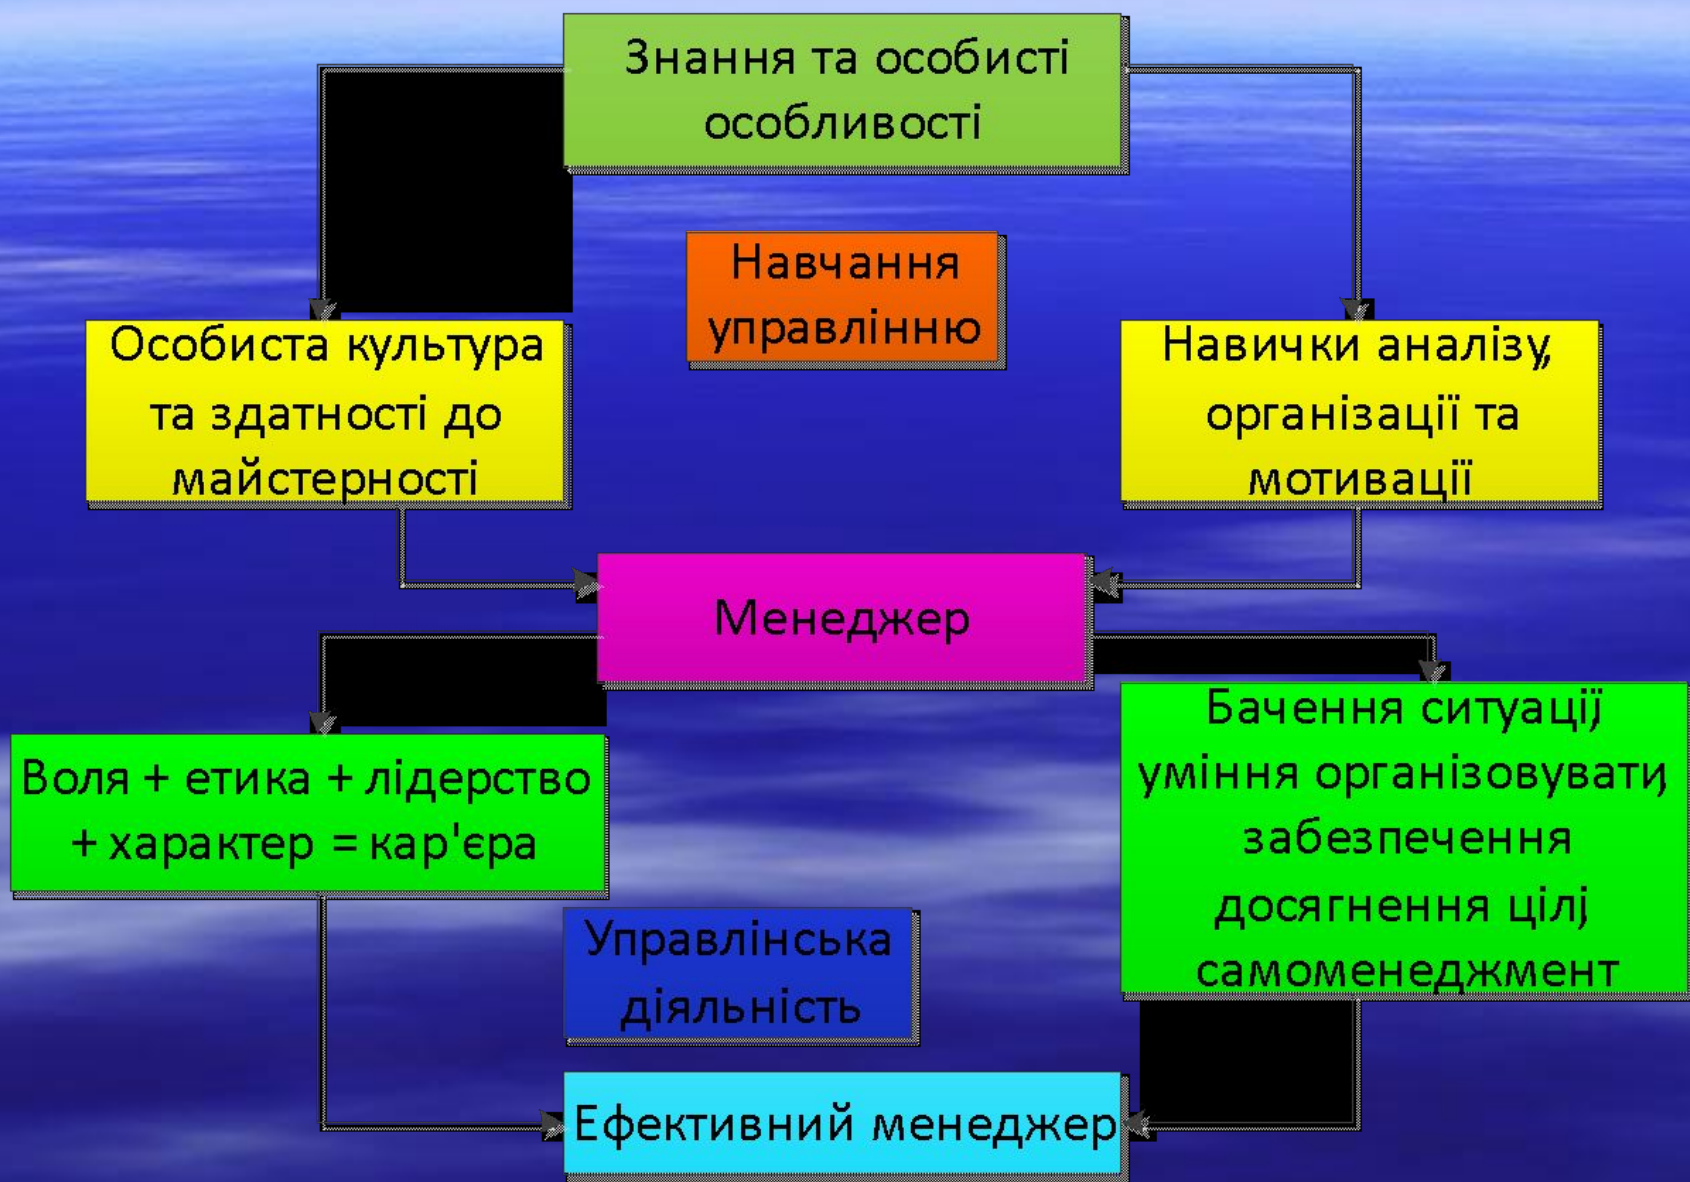 Знання та особисті
особливості
Навчання
управлінню
Особиста культура
та здатності до
майстерності
Навички аналізу,
організації та
мотивації
Менеджер
Воля + етика + лідерство
+ характер = кар'єра
Бачення ситуації,
уміння організовувати,
забезпечення
досягнення цілі,
самоменеджмент
Управлінська
діяльність
Ефективний менеджер